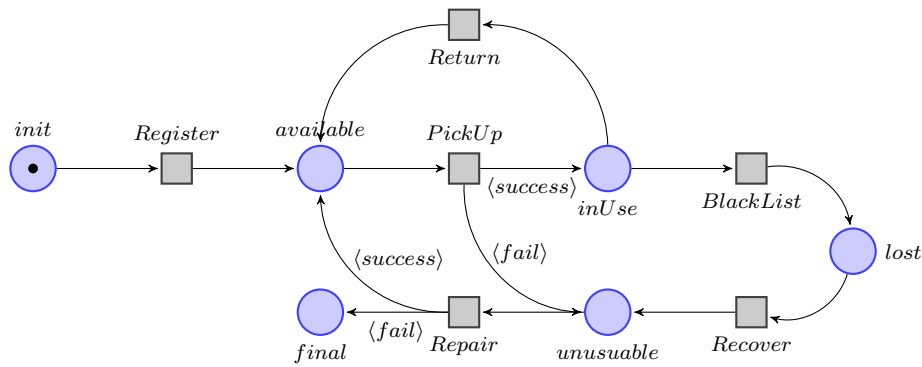 Return
init
Register
available
PickUp
⟨success⟩
inUse
BlackList
lost
⟨fail⟩
⟨success⟩
⟨fail⟩
final
Repair
unusuable
Recover